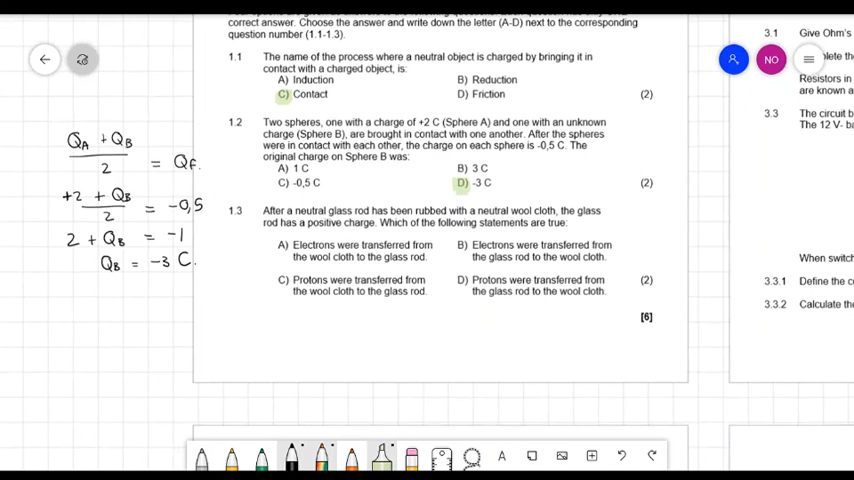 correct answer. Choose the answer and write down the letter (A-D) next to the corresponding
question number (1.1-1.3).
1.1 The name of the process where a neutral object is charged by bringing it in
contact with a charged object, is:
A) Induction B) Reduction
C) Contact D) Friction (2)
1.2 Two spheres, one with a charge of +2 C (Sphere A) and one with an unknown
charge (Sphere B), are brought in contact with one another. After the spheres
were in contact with each other, the charge on each sphere is -0,5 C. The
original charge on Sphere B was:
A) 1 C B) 3 C
C) -0,5 C D) -3 C (2)
1.3 After a neutral glass rod has been rubbed with a neutral wool cloth, the glass
rod has a positive charge. Which of the following statements are true:
A) Electrons were transferred from B) Electrons were transferred from
the wool cloth to the glass rod. the glass rod to the wool cloth.
C) Protons were transferred from D) Protons were transferred from (2)
the wool cloth to the glass rod. the glass rod to the wool cloth.
[6]
QA + QB
2
= QF.
+2 + QB
2
= -0,5
2 + QB = -1
QB = -3 C.
3.1 Give Ohm's
NO
Resistors in
are known a
3.3 The circuit b
The 12 V- ba
When switch
3.3.1 Define the c
3.3.2 Calculate the
A